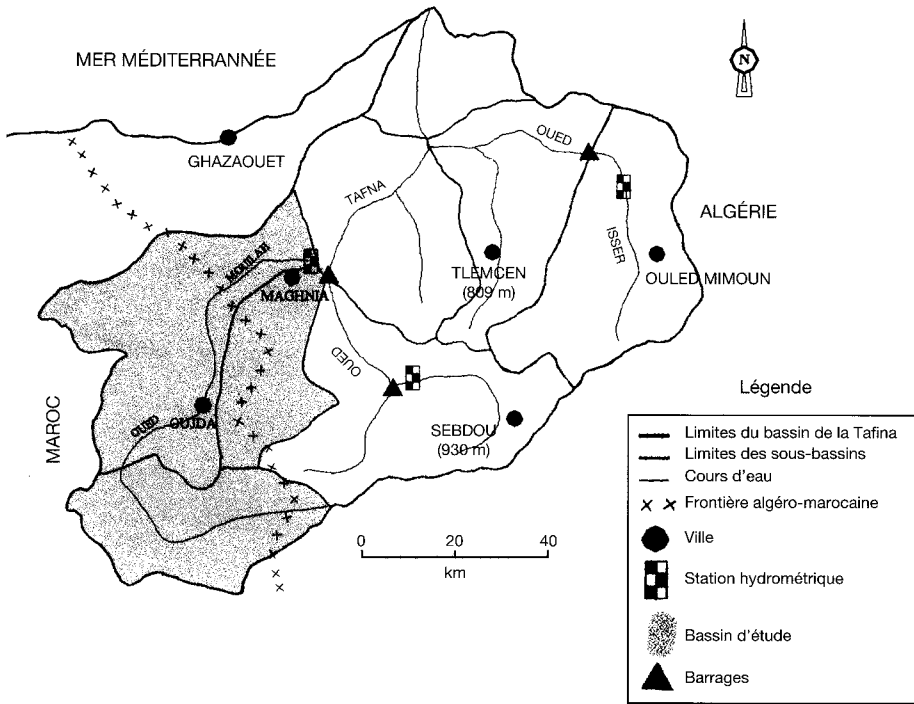 MER MÉDITERRANNÉE
N
GHAZAOUET
OUED
TAFNA
ISSER
ALGÉRIE
MOUILAH
TLEMCEN
(809 m)
OULED MIMOUN
MAGHNIA
OUED
MAROC
OUED
OUJDA
SEBDOU
(930 m)
0 20 40
km
Légende
Limites du bassin de la Tafina
Limites des sous-bassins
Cours d'eau
Frontière algéro-marocaine
Ville
Station hydrométrique
Bassin d'étude
Barrages